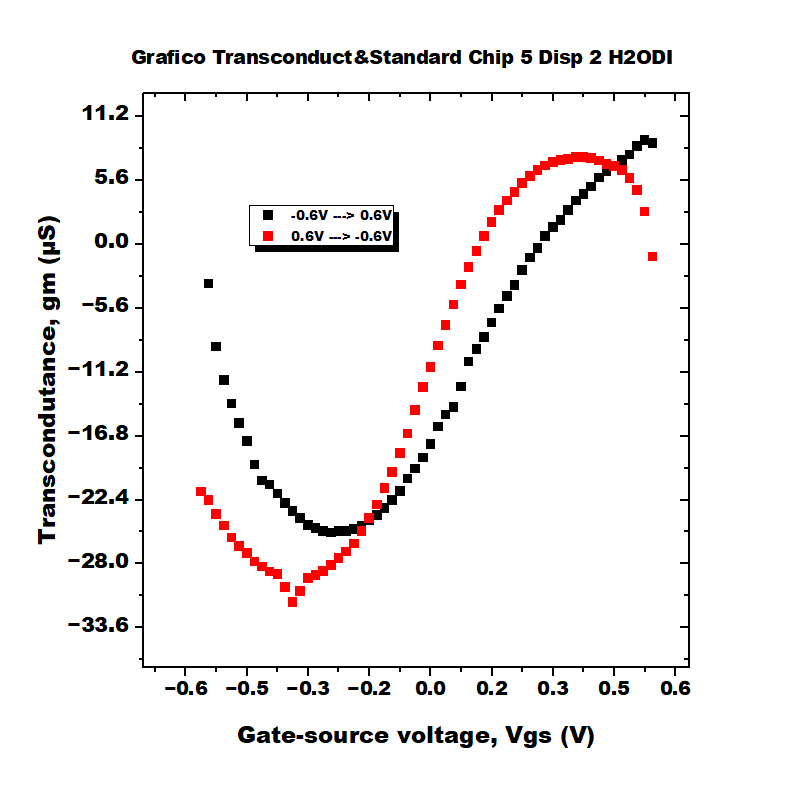 Grafico Transconduct&Standard Chip 5 Disp 2 H2ODI
11.2
5.6
0.0
−5.6
−11.2
−16.8
−22.4
−28.0
−33.6
Transcondutance, gm (µS)
-0.6V ---> 0.6V
0.6V ---> -0.6V
−0.6 −0.5 −0.3 −0.2 0.0 0.2 0.3 0.5 0.6
Gate-source voltage, Vgs (V)